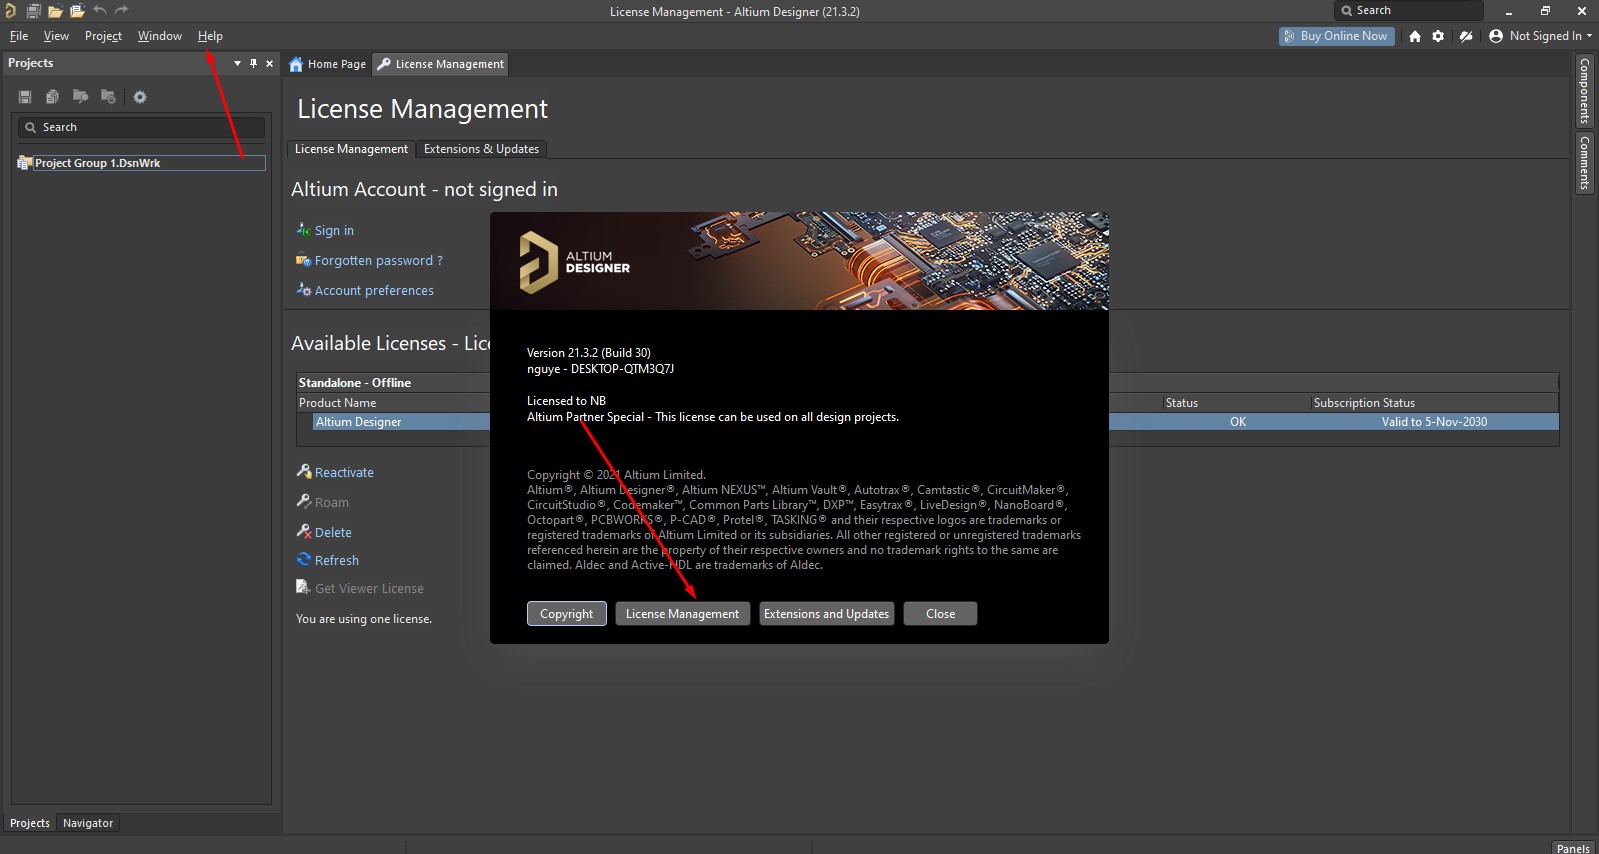 License Management - Altium Designer (21.3.2)
Search
File View Project Window Help
Buy Online Now
Not Signed In
Projects
Home Page
License Management
Components
Comments
Search
Project Group 1.DsnWrk
License Management
License Management
Extensions & Updates
Altium Account - not signed in
Sign in
Forgotten password ?
Account preferences
ALTIUM
DESIGNER
Version 21.3.2 (Build 30)
nguye - DESKTOP-QTM3Q7J
Licensed to NB
Altium Partner Special - This license can be used on all design projects.
Copyright © 2021 Altium Limited.
Altium®, Altium Designer®, Altium NEXUS™, Altium Vault®, Autotrax®, Camtastic®, CircuitMaker®,
CircuitStudio®, Codemaker™, Common Parts Library™, DXP™, Easytrax®, LiveDesign®, NanoBoard®,
Octopart®, PCBWORKS®, P-CAD®, Protel®, TASKING® and their respective logos are trademarks or
registered trademarks of Altium Limited or its subsidiaries. All other registered or unregistered trademarks
referenced herein are the property of their respective owners and no trademark rights to the same are
claimed. Aldec and Active-HDL are trademarks of Aldec.
Copyright
License Management
Extensions and Updates
Close
Available Licenses - Lice
Standalone - Offline
Product Name
Status
Subscription Status
Altium Designer
OK
Valid to 5-Nov-2030
Reactivate
Roam
Delete
Refresh
Get Viewer License
You are using one license.
Projects
Navigator
Panels